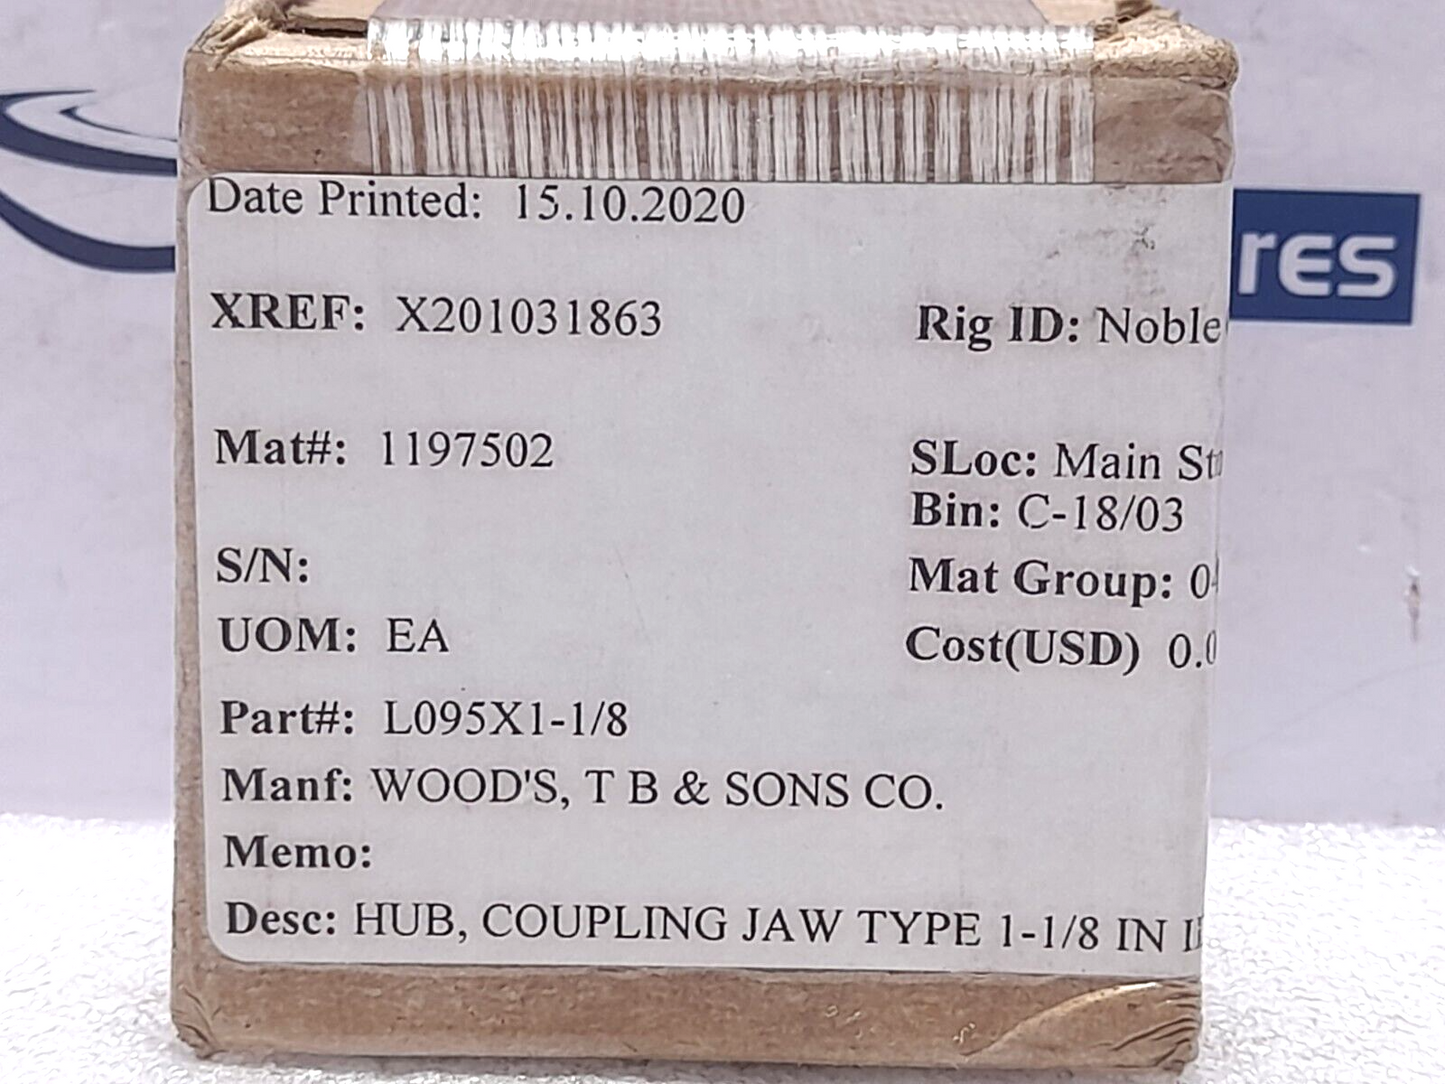 Date Printed: 15.10.2020
XREF: X201031863
Rig ID: Noble
Mat#: 1197502
SLoc: Main
Bin: C-18/03
S/N:
Mat Group:
UOM: EA
Cost(USD)
Part#: L095X1-1/8
Manf: WOOD'S, T B & SONS CO.
Memo:
Desc: HUB, COUPLING JAW TYPE 1-1/8 IN
res